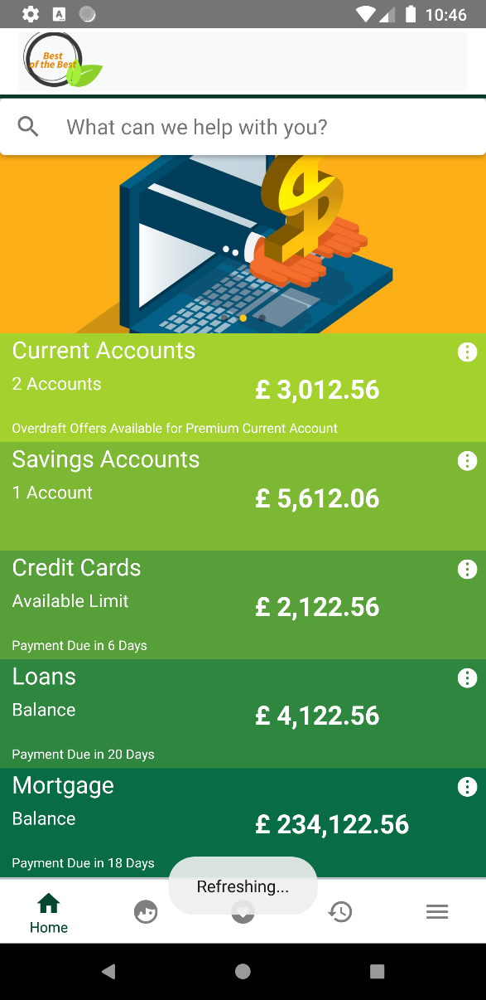 A
10:46
Best
of the Best
What can we help with you?
Current Accounts
2 Accounts
£ 3,012.56
Overdraft Offers Available for Premium Current Account
Savings Accounts
1 Account
£ 5,612.06
Credit Cards
Available Limit
£ 2,122.56
Payment Due in 6 Days
Loans
Balance
£ 4,122.56
Payment Due in 20 Days
Mortgage
Balance
£ 234,122.56
Payment Due in 18 Days
Refreshing...
Home